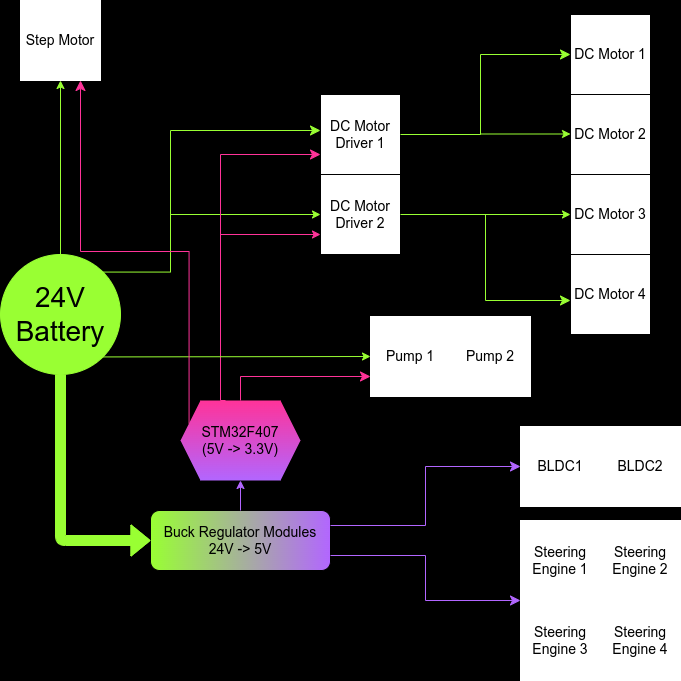 Step Motor
DC Motor 1
DC Motor
Driver 1
DC Motor 2
DC Motor
Driver 2
DC Motor 3
DC Motor 4
24V
Battery
Pump 1
Pump 2
STM32F407
(5V -> 3.3V)
BLDC1
BLDC2
Buck Regulator Modules
24V -> 5V
Steering
Engine 1
Steering
Engine 2
Steering
Engine 3
Steering
Engine 4